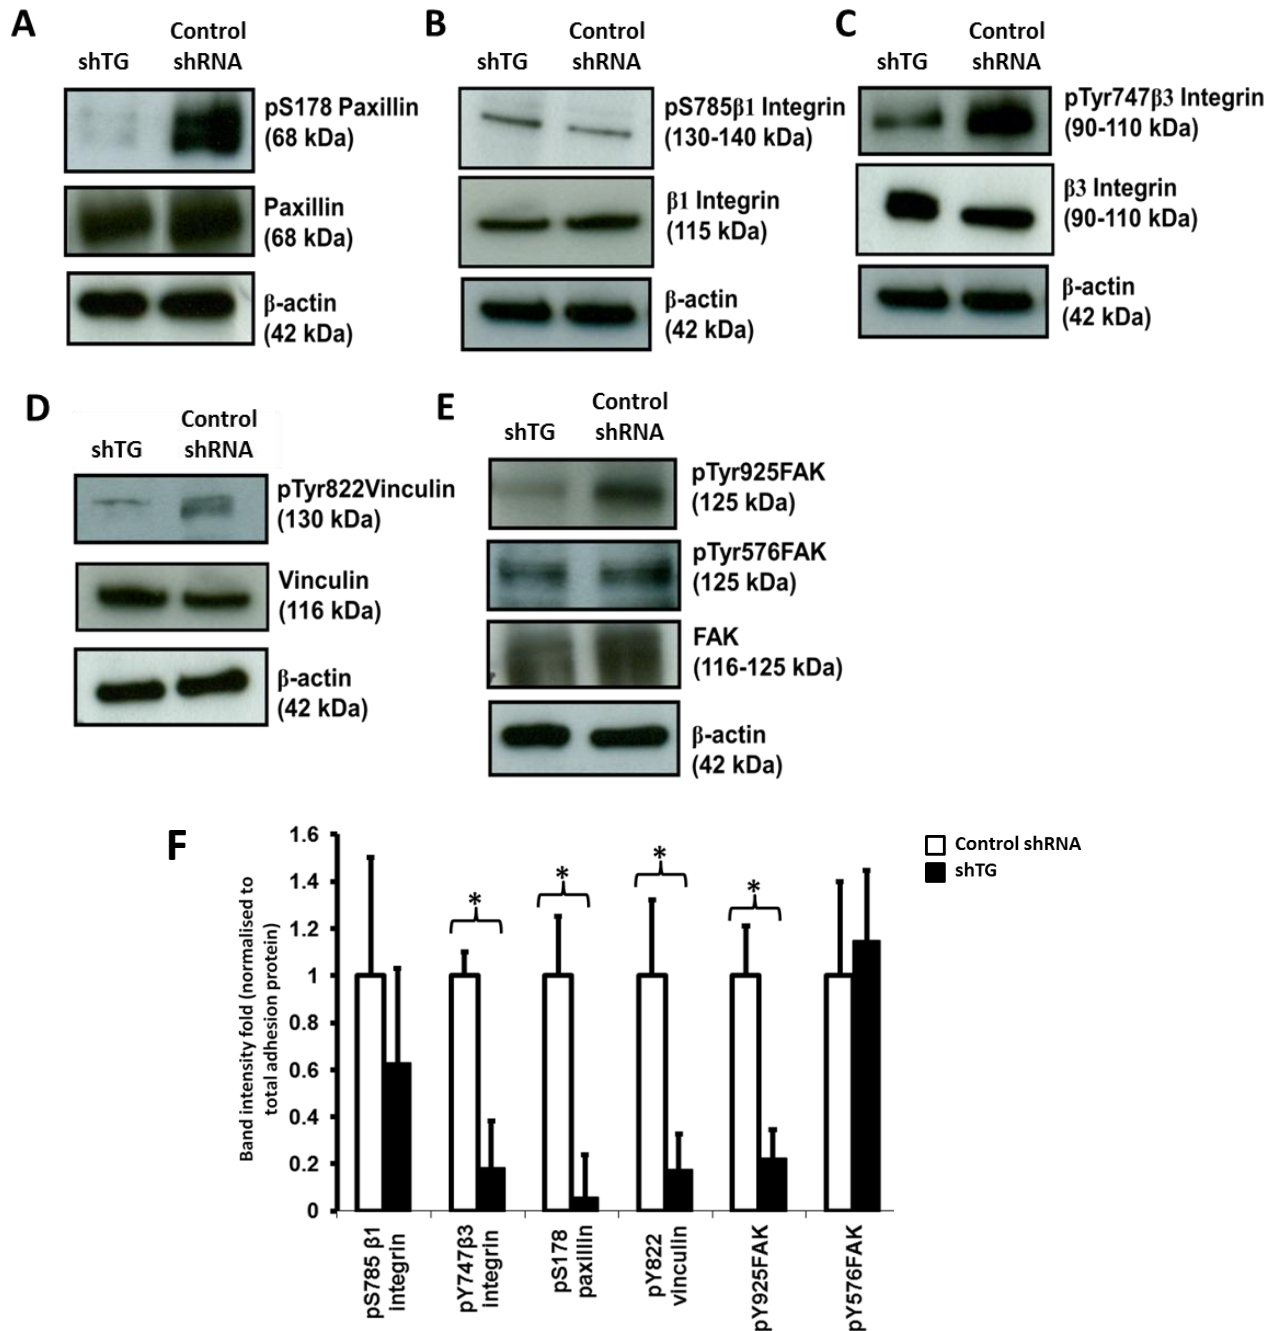 A
shTG
Control
shRNA
pS178 Paxillin
(68 kDa)
Paxillin
(68 kDa)
β-actin
(42 kDa)
B
shTG
Control
shRNA
pS785β1 Integrin
(130-140 kDa)
β1 Integrin
(115 kDa)
β-actin
(42 kDa)
C
shTG
Control
shRNA
pTyr747β3 Integrin
(90-110 kDa)
β3 Integrin
(90-110 kDa)
β-actin
(42 kDa)
D
shTG
Control
shRNA
pTyr822Vinculin
(130 kDa)
Vinculin
(116 kDa)
β-actin
(42 kDa)
E
shTG
Control
shRNA
pTyr925FAK
(125 kDa)
pTyr576FAK
(125 kDa)
FAK
(116-125 kDa)
β-actin
(42 kDa)
F
Band intensity fold (normalised to
total adhesion protein)
1.6
1.4
1.2
1
0.8
0.6
0.4
0.2
0
*
*
*
*
Control shRNA
shTG
pS785 β1
integrin
pY747β3
integrin
pS178
paxillin
pY822
vinculin
pY925FAK
pY576FAK